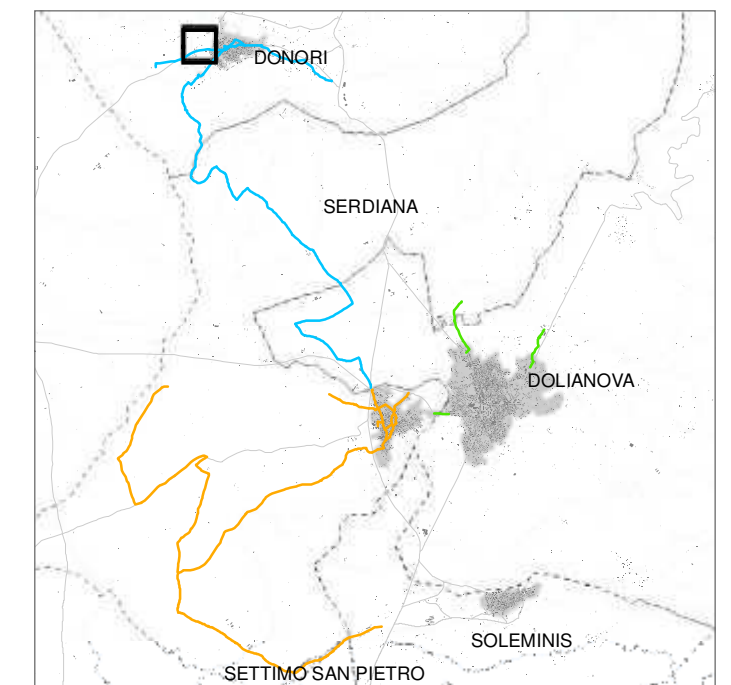 DONORI
SERDIANA
DOLIANOVA
SOLEMINIS
SETTIMO SAN PIETRO